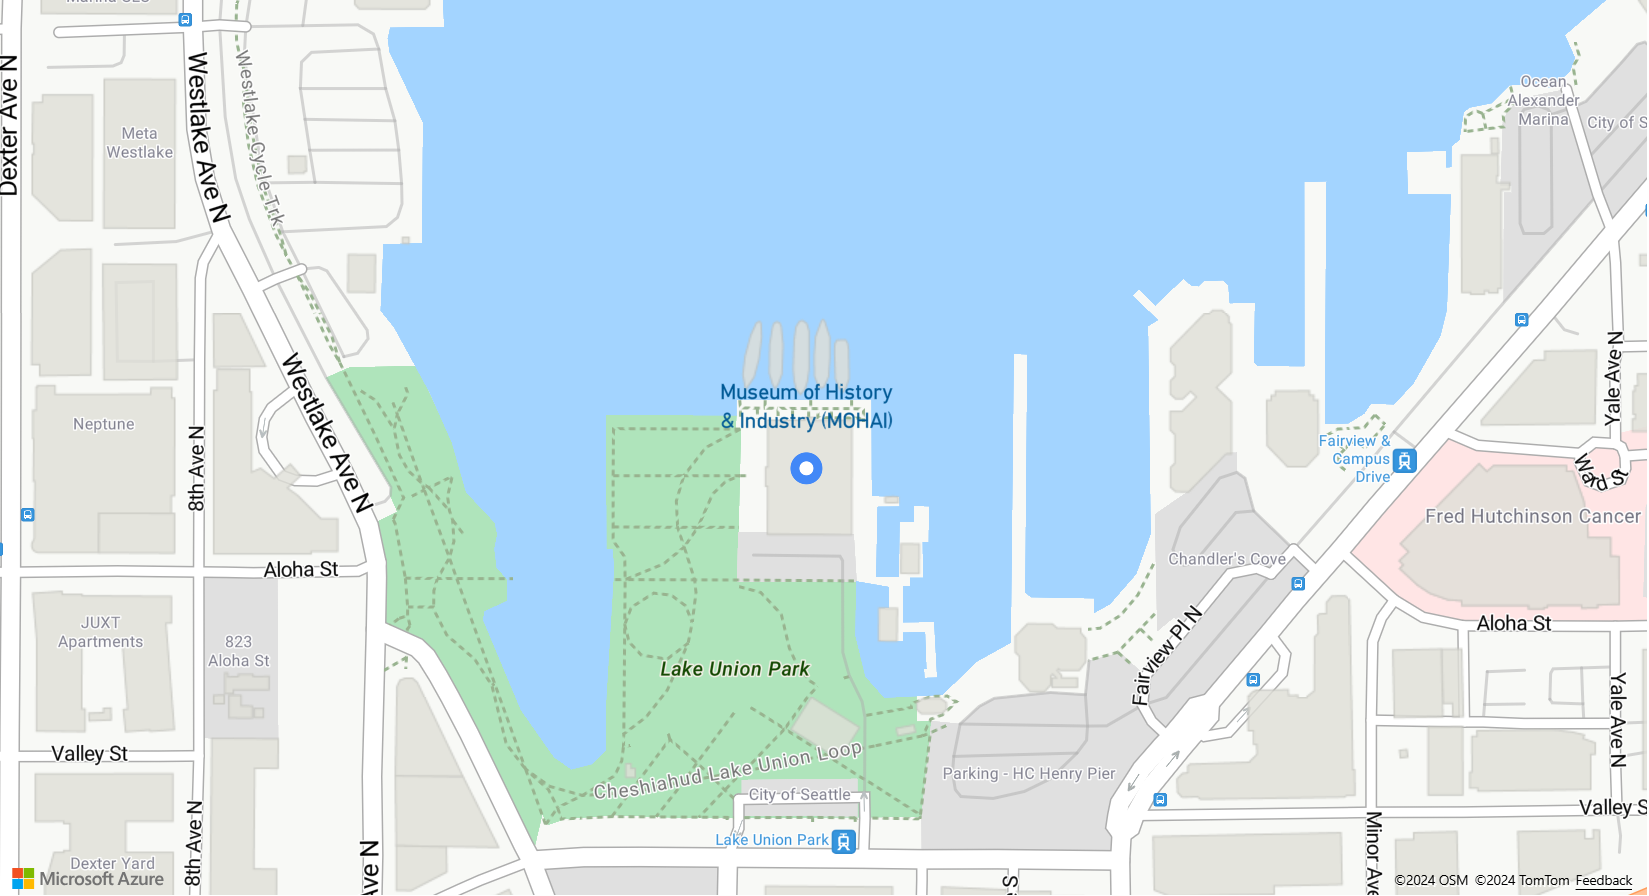 Marina SLU
Dexter Ave N
Westlake Ave N
Westlake Cycle Trk.
Meta
Westlake
Ocean
Alexander
Marina
City of S
Museum of History
& Industry (MOHAI)
Westlake Ave N
Neptune
8th Ave N
Yale Ave N
Fairview &
Campus
Drive
Ward St
Fred Hutchinson Cancer
Chandler's Cove
Aloha St
Aloha St
JUXT
Apartments
823
Aloha St
Fairview Pl N
Lake Union Park
Yale Ave N
Valley St
Cheshiahud Lake Union Loop
Parking - HC Henry Pier
City of Seattle
Valley S
Lake Union Park
8th Ave N
Ave N
Minor Ave
Dexter Yard
e S
Microsoft Azure
©2024 OSM ©2024 TomTom Feedback